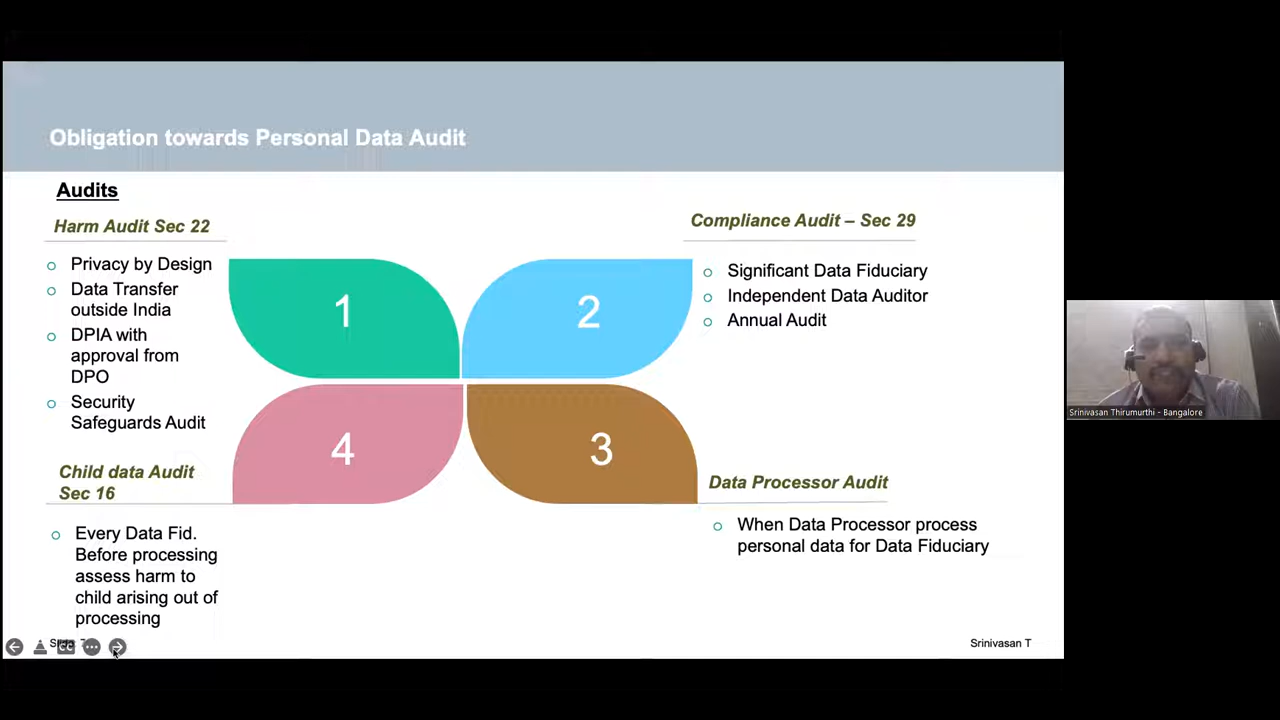 Obligation towards Personal Data Audit
Audits
Harm Audit Sec 22
Privacy by Design
Data Transfer
outside India
DPIA with
approval from
DPO
Security
Safeguards Audit
1
2
Compliance Audit – Sec 29
Significant Data Fiduciary
Independent Data Auditor
Annual Audit
4
3
Child data Audit
Sec 16
Every Data Fid.
Before processing
assess harm to
child arising out of
processing
Data Processor Audit
When Data Processor process
personal data for Data Fiduciary
Srinivasan T
Srinivasan Thirumurthi - Bangalore